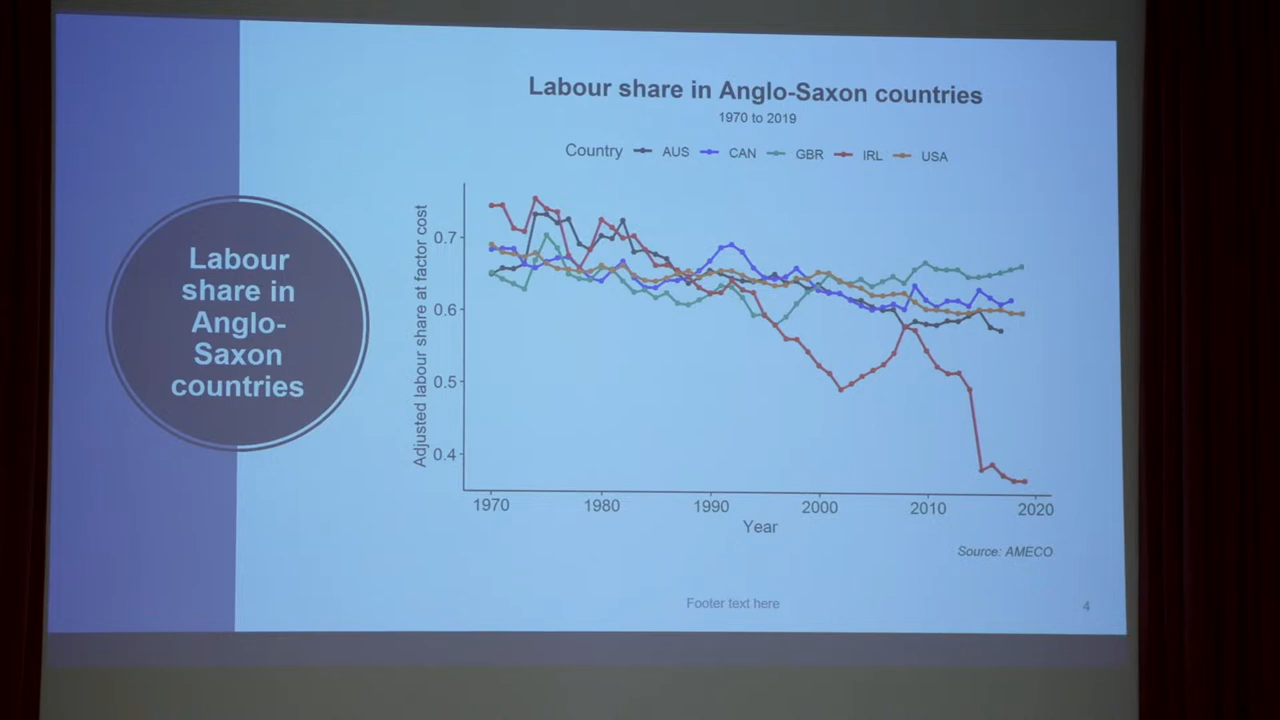 Labour share in Anglo-Saxon countries
1970 to 2019
Country AUS CAN GBR IRL USA
Labour
share in
Anglo-
Saxon
countries
Adjusted labour share at factor cost
0.7
0.6
0.5
0.4
1970 1980 1990 2000 2010 2020
Year
Source: AMECO
Footer text here
4